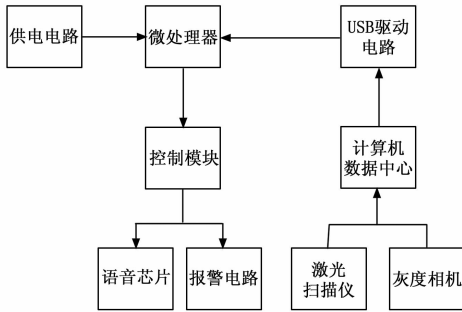 供电电路
微处理器
USB驱动
电路
控制模块
计算机
数据中心
语音芯片
报警电路
激光
扫描仪
灰度相机